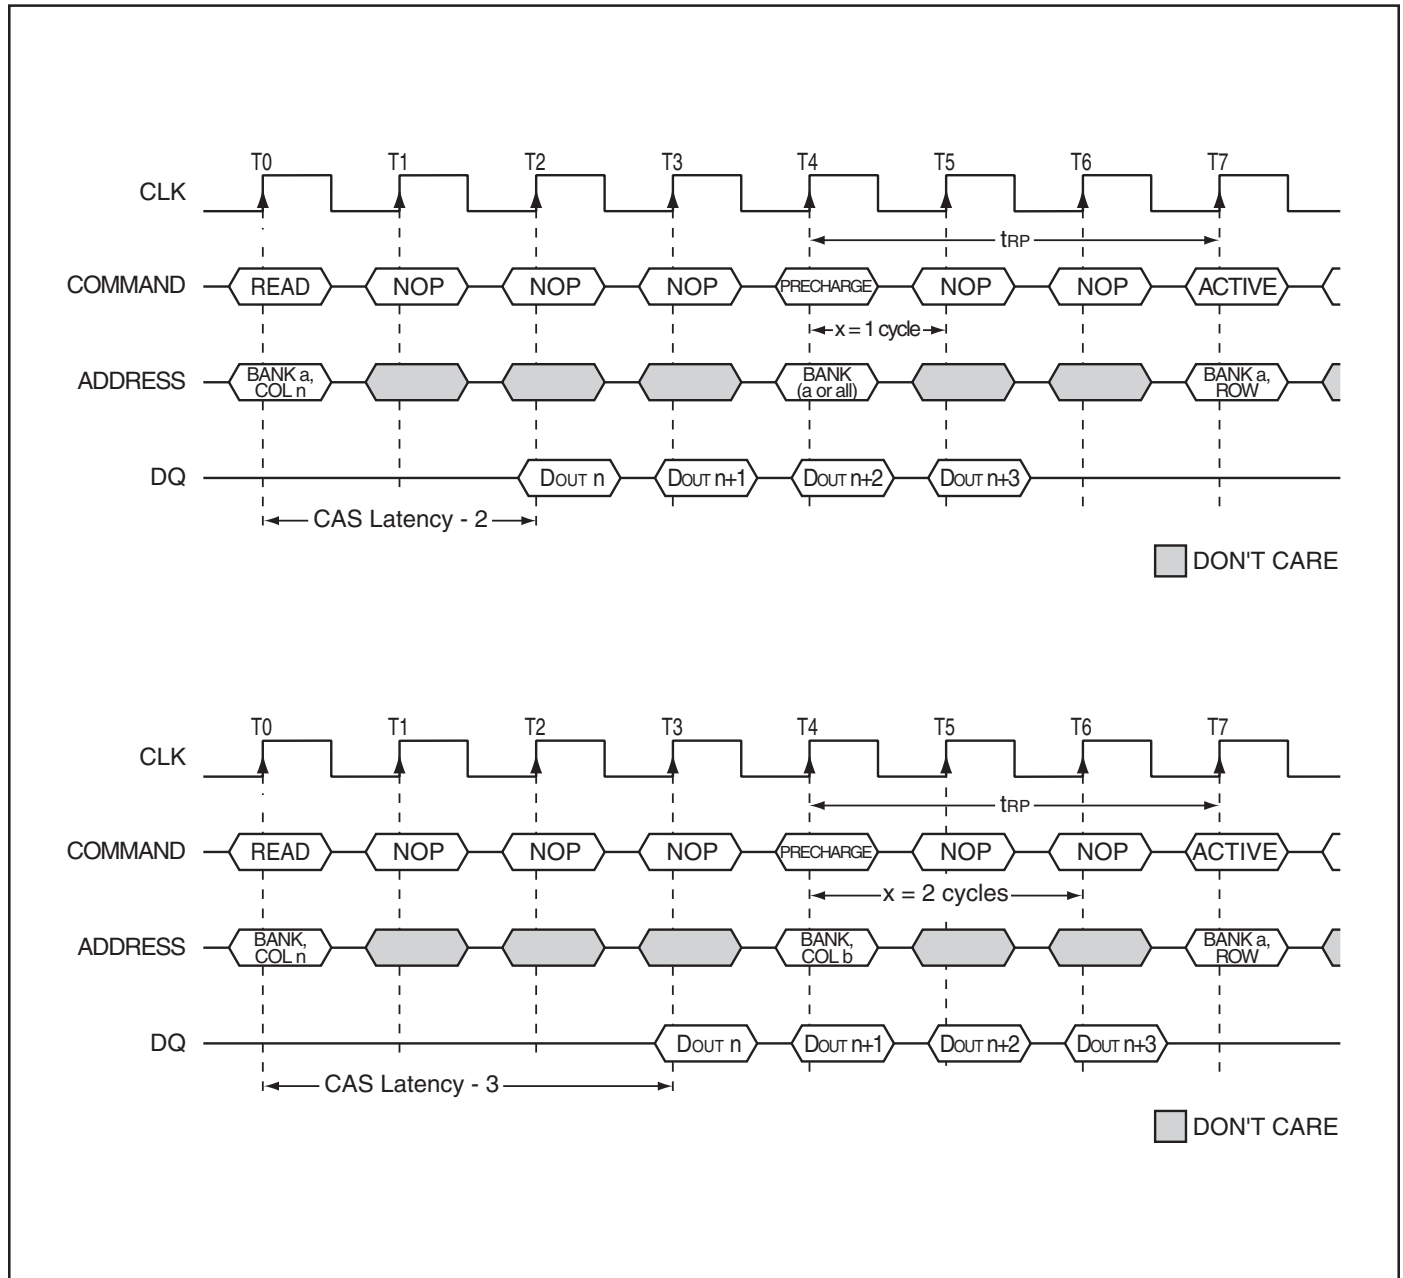 T0 T1 T2 T3 T4 T5 T6 T7
CLK
tRP
COMMAND READ NOP NOP NOP PRECHARGE NOP NOP ACTIVE
x = 1 cycle
ADDRESS BANK a, COL n BANK (a or all) BANK a, ROW
DQ DOUT n DOUT n+1 DOUT n+2 DOUT n+3
CAS Latency - 2
DON'T CARE
T0 T1 T2 T3 T4 T5 T6 T7
CLK
tRP
COMMAND READ NOP NOP NOP PRECHARGE NOP NOP ACTIVE
x = 2 cycles
ADDRESS BANK, COL n BANK, COL b BANK a, ROW
DQ DOUT n DOUT n+1 DOUT n+2 DOUT n+3
CAS Latency - 3
DON'T CARE